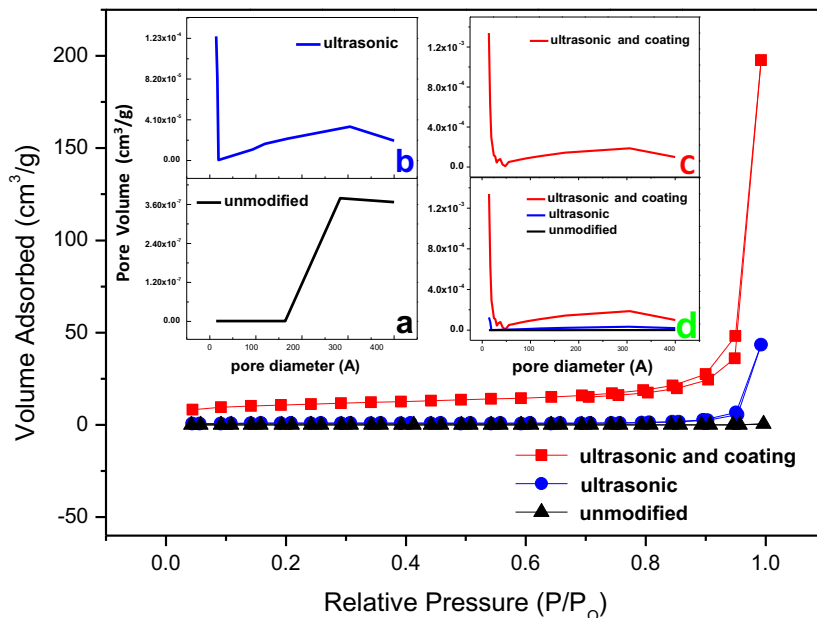 Volume Adsorbed (cm³/g)
200
150
100
50
0
-50
0.0 0.2 0.4 0.6 0.8 1.0
Relative Pressure (P/P_O)
ultrasonic and coating
ultrasonic
unmodified
Pore Volume (cm³/g)
1.23x10⁻⁴
8.20x10⁻⁵
4.10x10⁻⁵
0.00
ultrasonic
b
3.60x10⁻⁷
2.40x10⁻⁷
1.20x10⁻⁷
0.00
unmodified
a
0 100 200 300 400
pore diameter (A)
1.2x10⁻³
8.0x10⁻⁴
4.0x10⁻⁴
0.0
ultrasonic and coating
c
1.2x10⁻³
8.0x10⁻⁴
4.0x10⁻⁴
0.0
ultrasonic and coating
ultrasonic
unmodified
d
0 100 200 300 400
pore diameter (A)